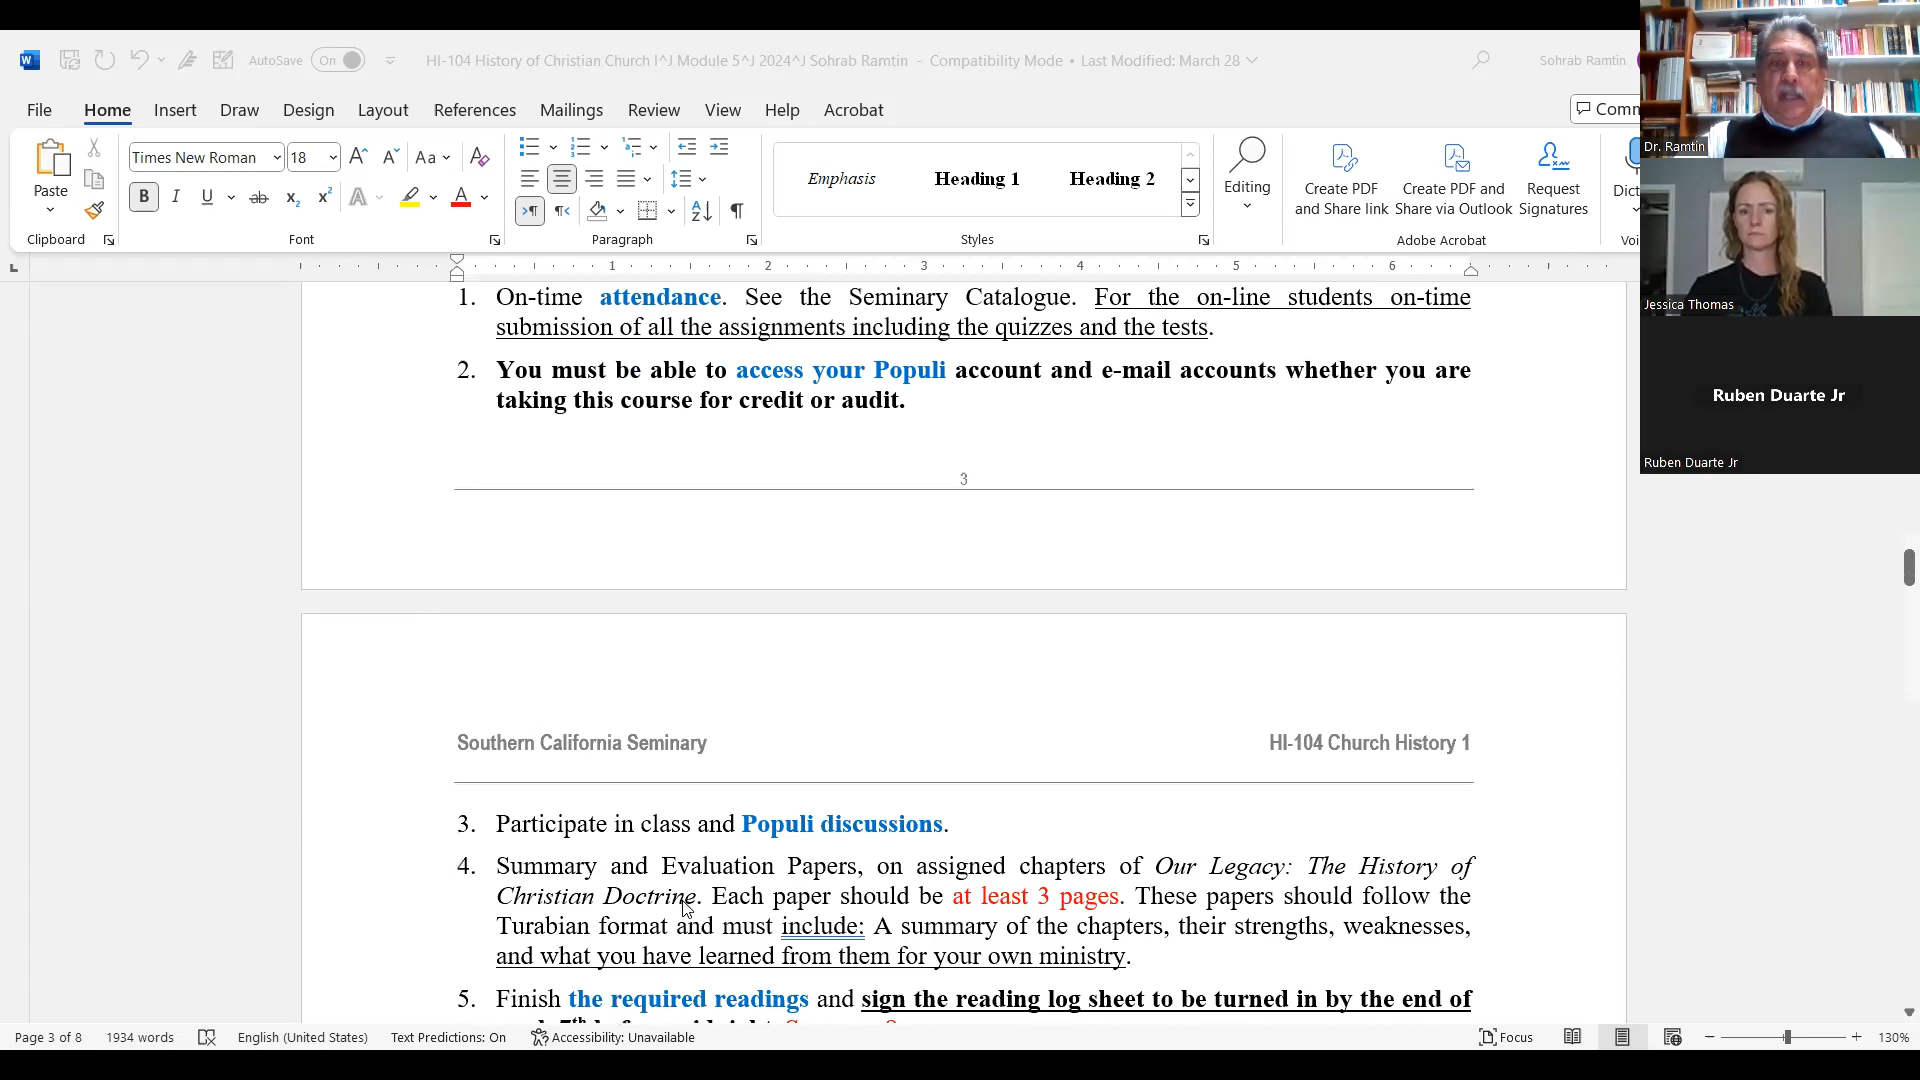 AutoSave
On
HI-104 History of Christian Church I^J Module 5^J 2024^J Sohrab Ramtin - Compatibility Mode • Last Modified: March 28
Sohrab Ramtin
File Home Insert Draw Design Layout References Mailings Review View Help Acrobat
Comm
Paste
Times New Roman
18
Emphasis
Heading 1
Heading 2
Editing
Create PDF
and Share link
Create PDF and
Share via Outlook
Request
Signatures
Dict
Clipboard
Font
Paragraph
Styles
Adobe Acrobat
Voi
1 2 3 4 5 6
1. On-time attendance. See the Seminary Catalogue. For the on-line students on-time
submission of all the assignments including the quizzes and the tests.
2. You must be able to access your Populi account and e-mail accounts whether you are
taking this course for credit or audit.
3
Southern California Seminary HI-104 Church History 1
3. Participate in class and Populi discussions.
4. Summary and Evaluation Papers, on assigned chapters of Our Legacy: The History of
Christian Doctrine. Each paper should be at least 3 pages. These papers should follow the
Turabian format and must include: A summary of the chapters, their strengths, weaknesses,
and what you have learned from them for your own ministry.
5. Finish the required readings and sign the reading log sheet to be turned in by the end of
Page 3 of 8
1934 words
English (United States)
Text Predictions: On
Accessibility: Unavailable
Focus
130%
Dr. Ramtin
Jessica Thomas
Ruben Duarte Jr
Ruben Duarte Jr